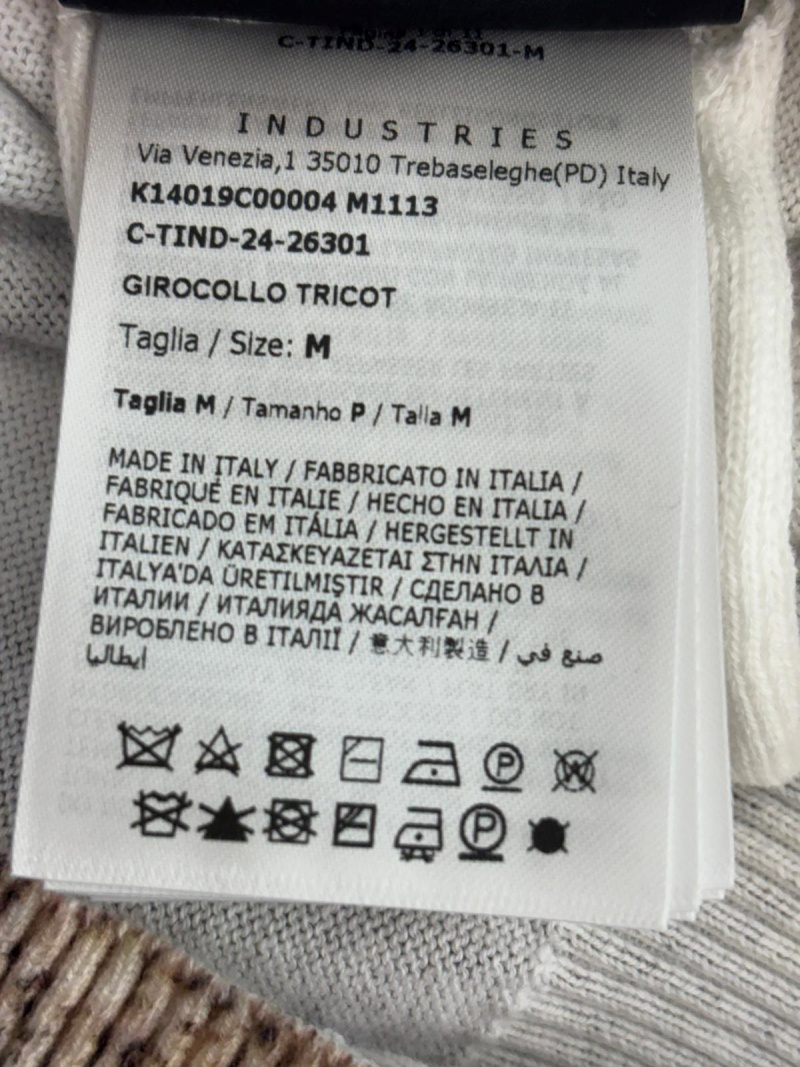 C-TIND-24-26301-M
INDUSTRIES
Via Venezia,1 35010 Trebaseleghe(PD) Italy
K14019C00004 M1113
C-TIND-24-26301
GIROCOLLO TRICOT
Taglia / Size: M
Taglia M / Tamanho P / Talla M
MADE IN ITALY / FABBRICATO IN ITALIA /
FABRIQUÉ EN ITALIE / HECHO EN ITALIA /
FABRICADO EM ITÁLIA / HERGESTELLT IN
ITALIEN / ΚΑΤΑΣΚΕΥΑΖΕΤΑΙ ΣΤΗΝ ΙΤΑΛΙΑ /
ITALYA'DA ÜRETILMIŞTIR / СДЕЛАНО В
ИТАЛИИ / ИТАЛИЯДА ЖАСАЛҒАН /
ВИРОБЛЕНО В ІТАЛІЇ / 意大利製造 / صنع في
ايطاليا
P W
P